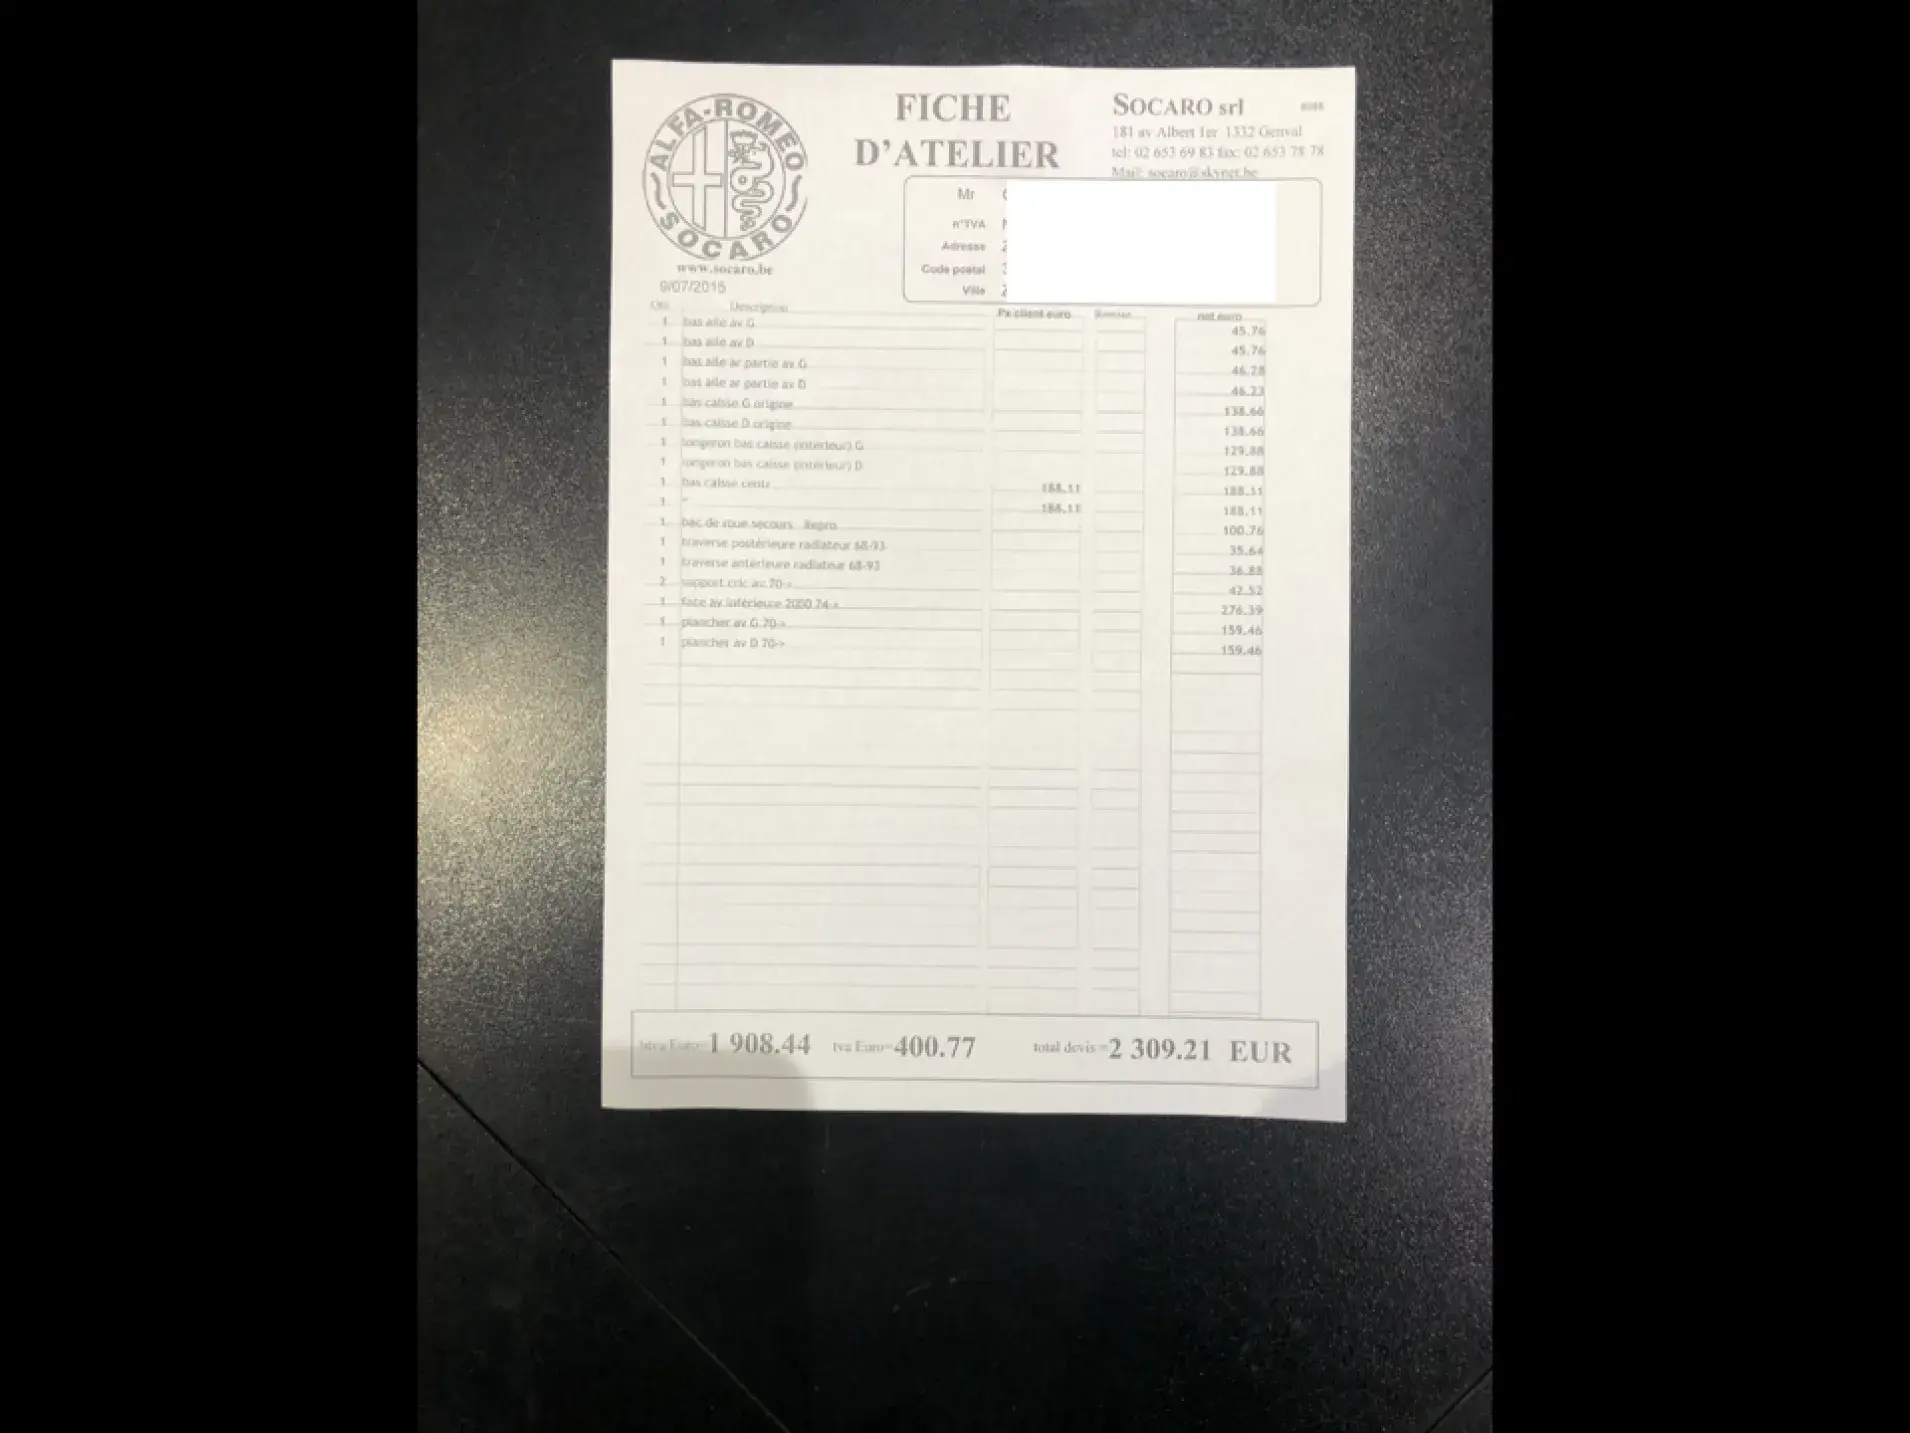 ALFA-ROMEO
SOCARO
www.socaro.be
9/07/2015
FICHE
D'ATELIER
SOCARO srl
181 av Albert 1er 1332 Genval
tel: 02 653 69 83 fax: 02 653 78 78
Mail: socaro@skynet.be
Mr
n°TVA
Adresse
Code postal
Ville
Description Px client euro Remise net euro
1 bas aile av G 45.76
1 bas aile av D 45.76
1 bas aile ar partie av G 46.28
1 bas aile ar partie av D 46.23
1 bas caisse G origine 138.66
1 bas caisse D origine 138.66
1 longeron bas caisse (intérieur) G 129.88
1 longeron bas caisse (intérieur) D 129.88
1 bas caisse centr 188.11 188.11
1 " 188.11 188.11
1 bac de roue secours Repro 100.76
1 traverse postérieure radiateur 68-93 35.64
1 traverse antérieure radiateur 68-93 36.88
2 support cric av 70-> 42.52
1 face av inférieure 2000 74-> 276.39
1 plancher av G 70-> 159.46
1 plancher av D 70-> 159.46
htva Euro= 1 908.44 tva Euro= 400.77 total devis = 2 309.21 EUR